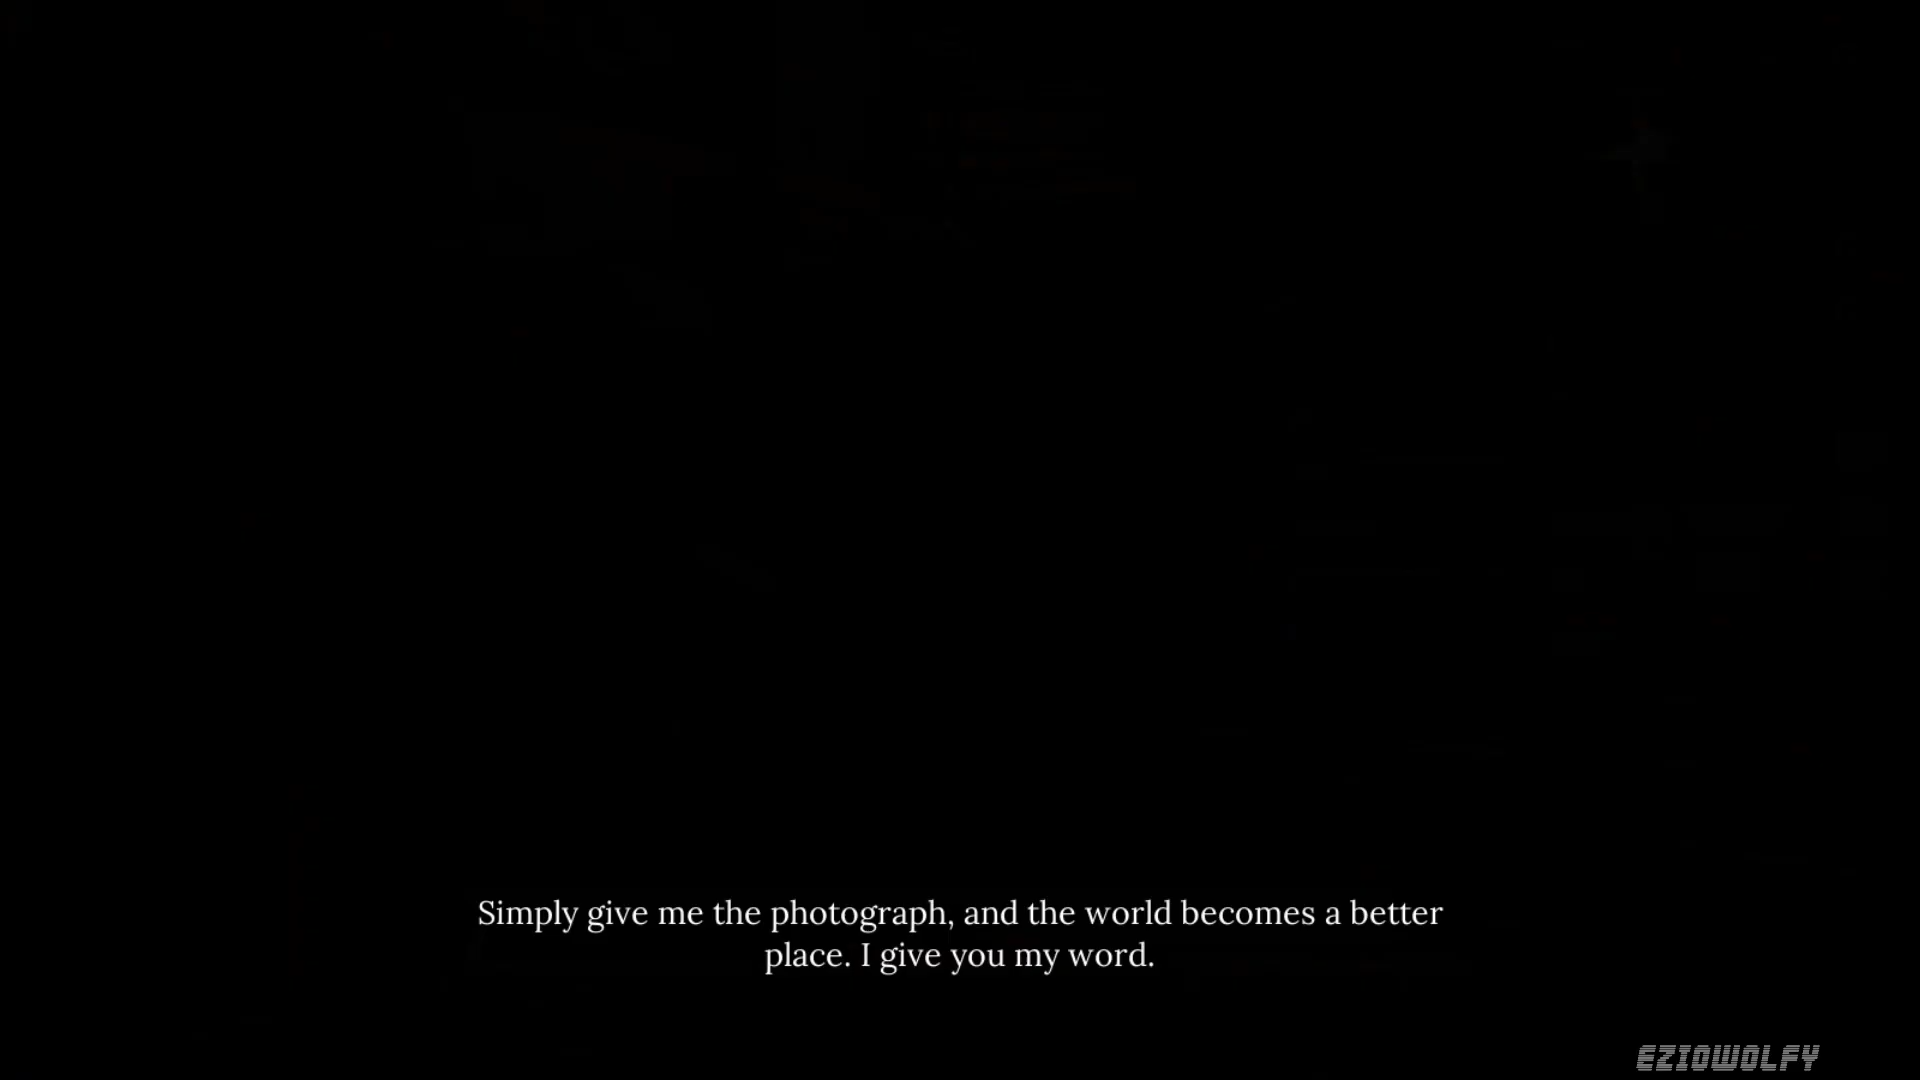 Simply give me the photograph, and the world becomes a better
place. I give you my word.
EZIOWOLFY